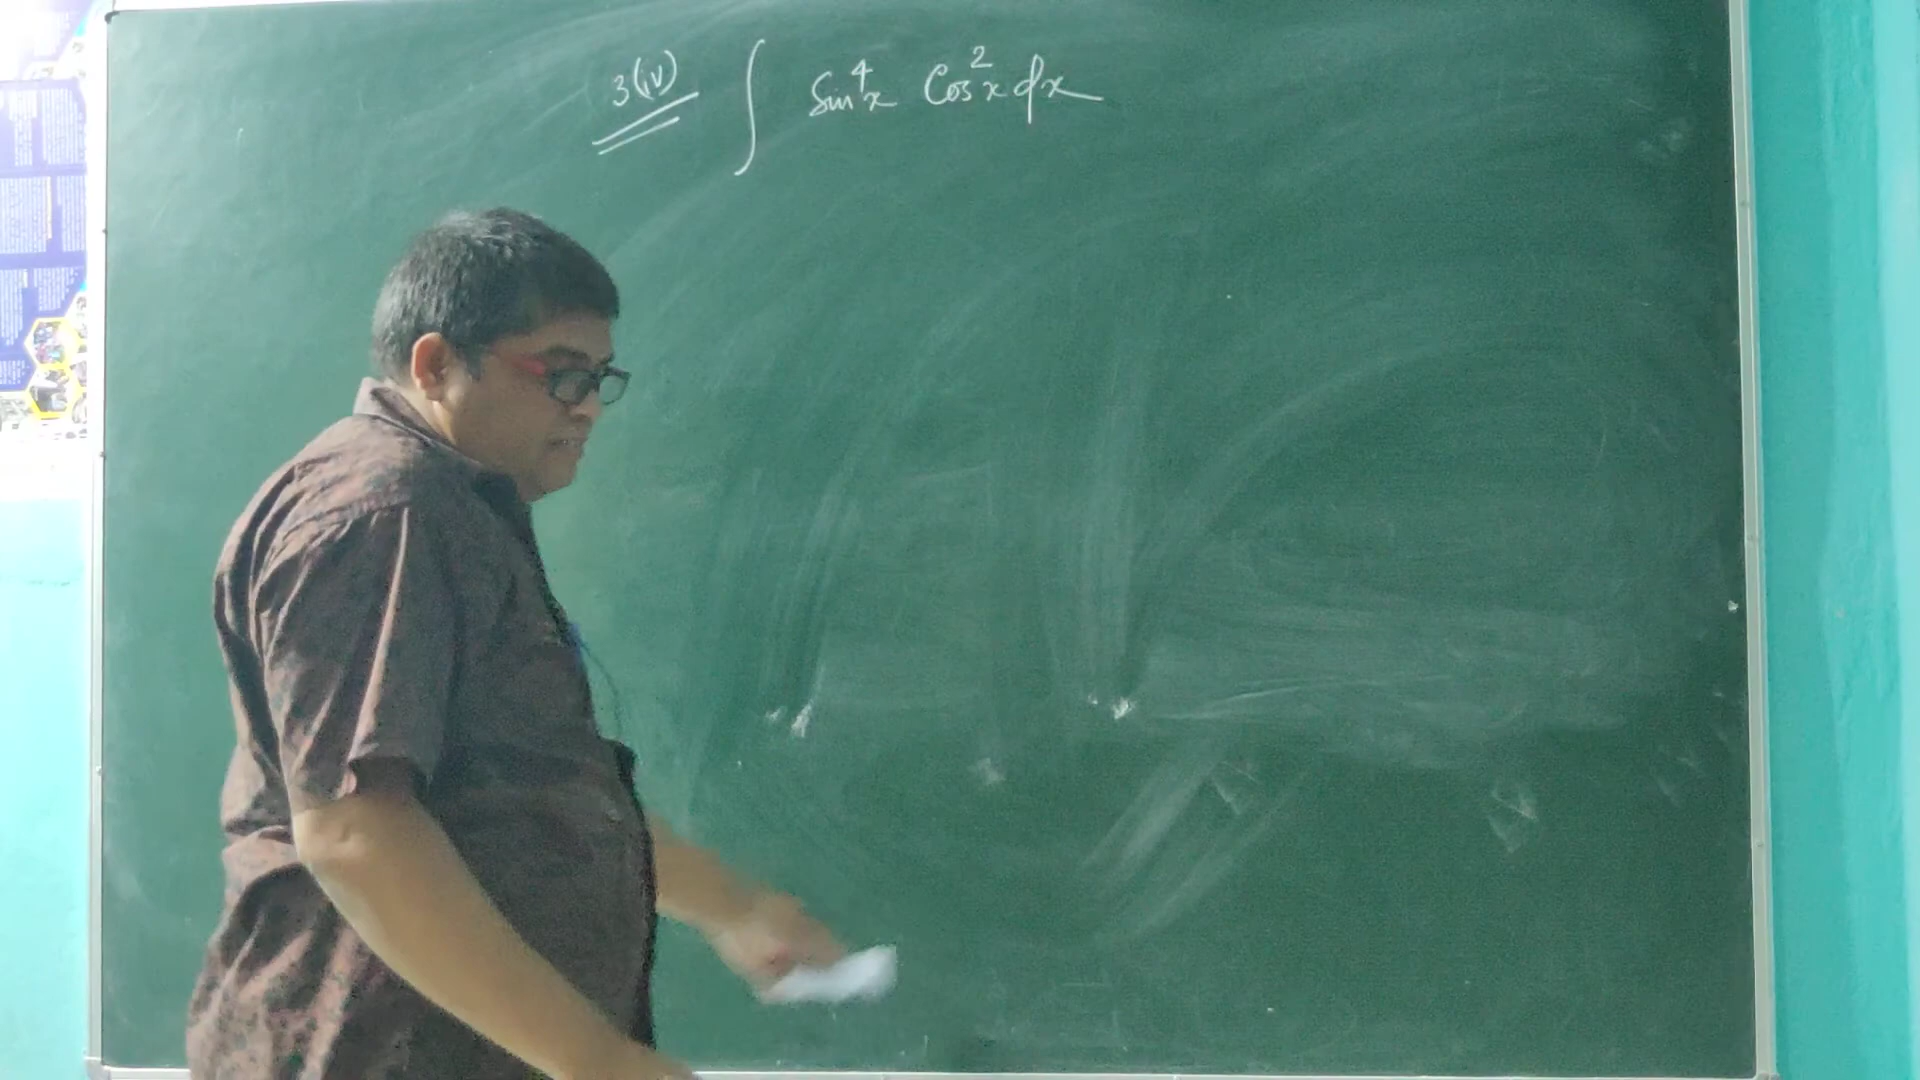 3(iv) ∫ Sin⁴x Cos²x dx